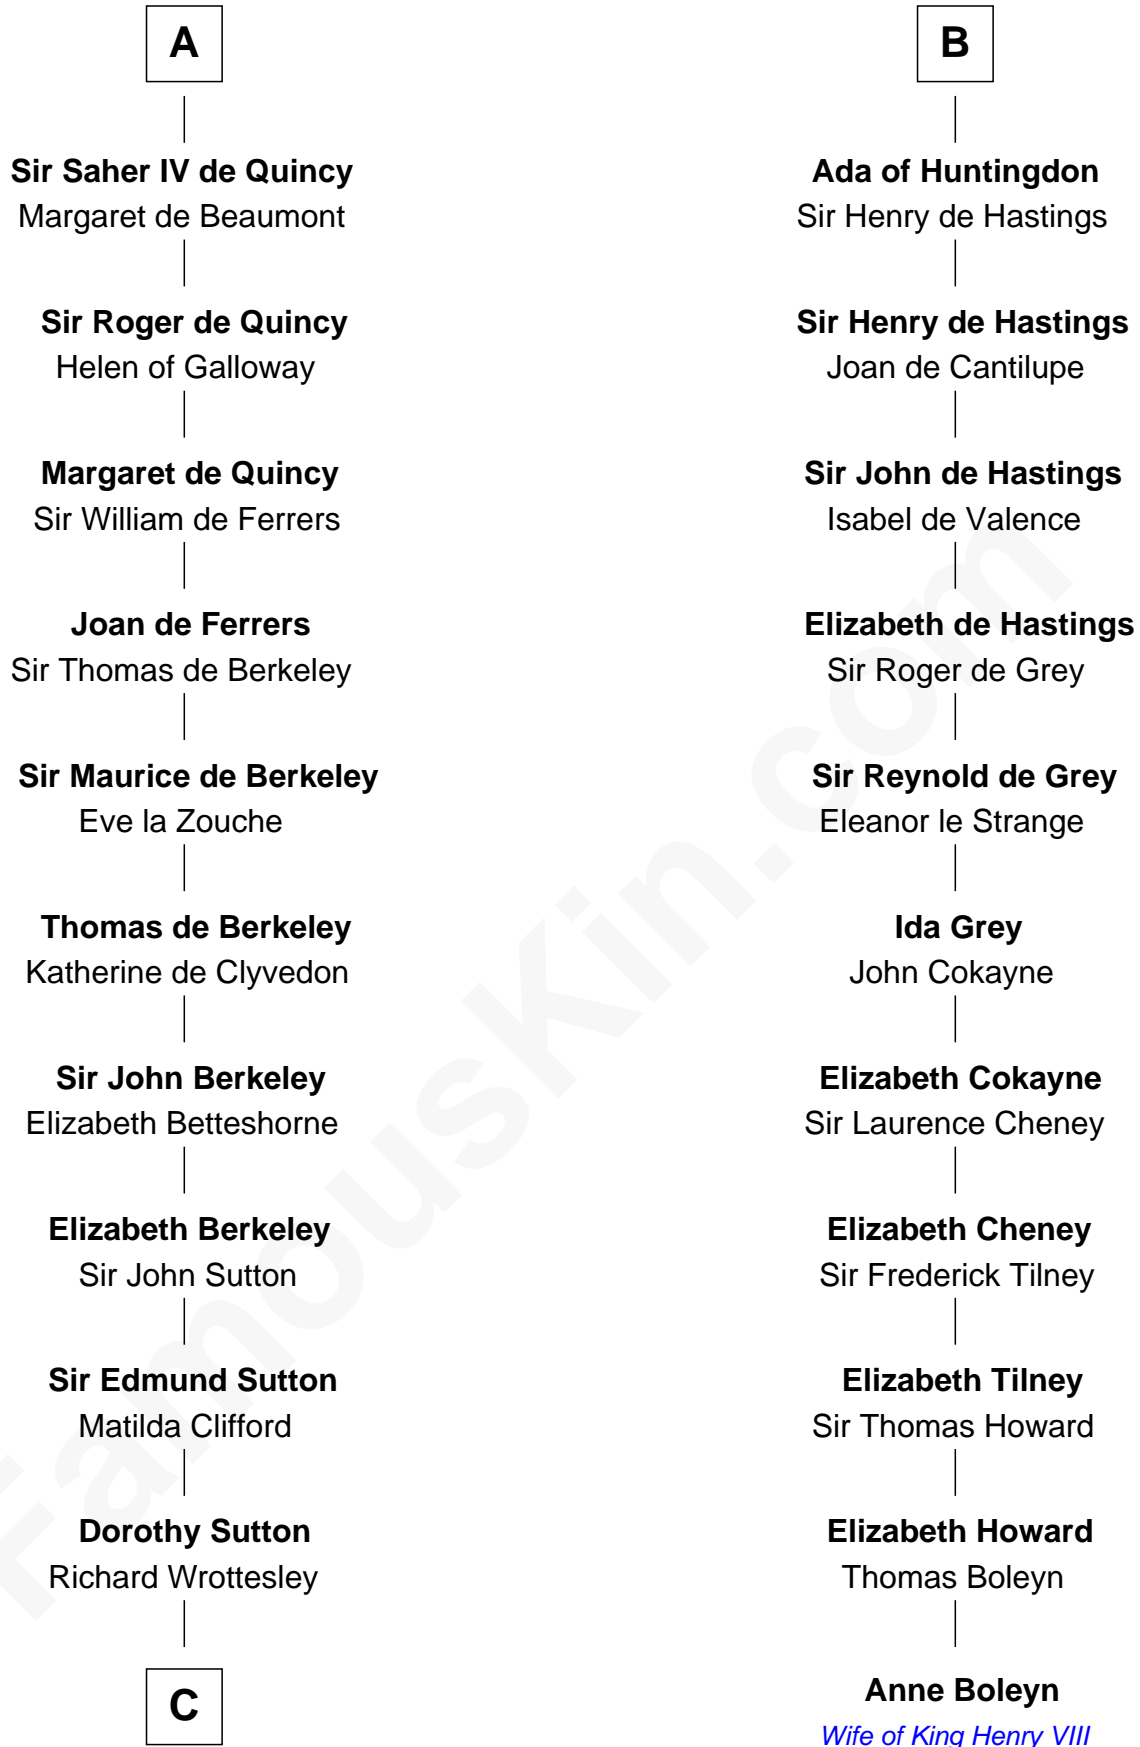 A
Sir Saher IV de Quincy
Margaret de Beaumont
Sir Roger de Quincy
Helen of Galloway
Margaret de Quincy
Sir William de Ferrers
Joan de Ferrers
Sir Thomas de Berkeley
Sir Maurice de Berkeley
Eve la Zouche
Thomas de Berkeley
Katherine de Clyvedon
Sir John Berkeley
Elizabeth Betteshorne
Elizabeth Berkeley
Sir John Sutton
Sir Edmund Sutton
Matilda Clifford
Dorothy Sutton
Richard Wrottesley
C
B
Ada of Huntingdon
Sir Henry de Hastings
Sir Henry de Hastings
Joan de Cantilupe
Sir John de Hastings
Isabel de Valence
Elizabeth de Hastings
Sir Roger de Grey
Sir Reynold de Grey
Eleanor le Strange
Ida Grey
John Cokayne
Elizabeth Cokayne
Sir Laurence Cheney
Elizabeth Cheney
Sir Frederick Tilney
Elizabeth Tilney
Sir Thomas Howard
Elizabeth Howard
Thomas Boleyn
Anne Boleyn
Wife of King Henry VIII
FamousKin.com